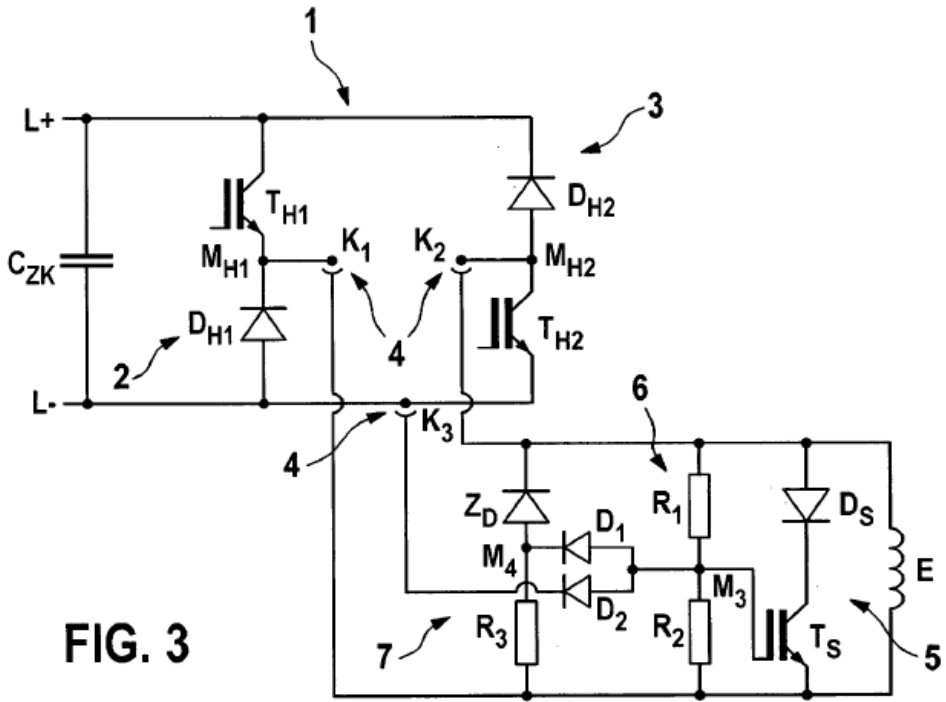 1
L+
3
T_H1
D_H2
M_H1
K_1
K_2
M_H2
C_ZK
D_H1
4
T_H2
2
L-
K_3
4
6
Z_D
D_1
R_1
D_S
M_4
M_3
E
D_2
FIG. 3
7
R_3
R_2
T_S
5